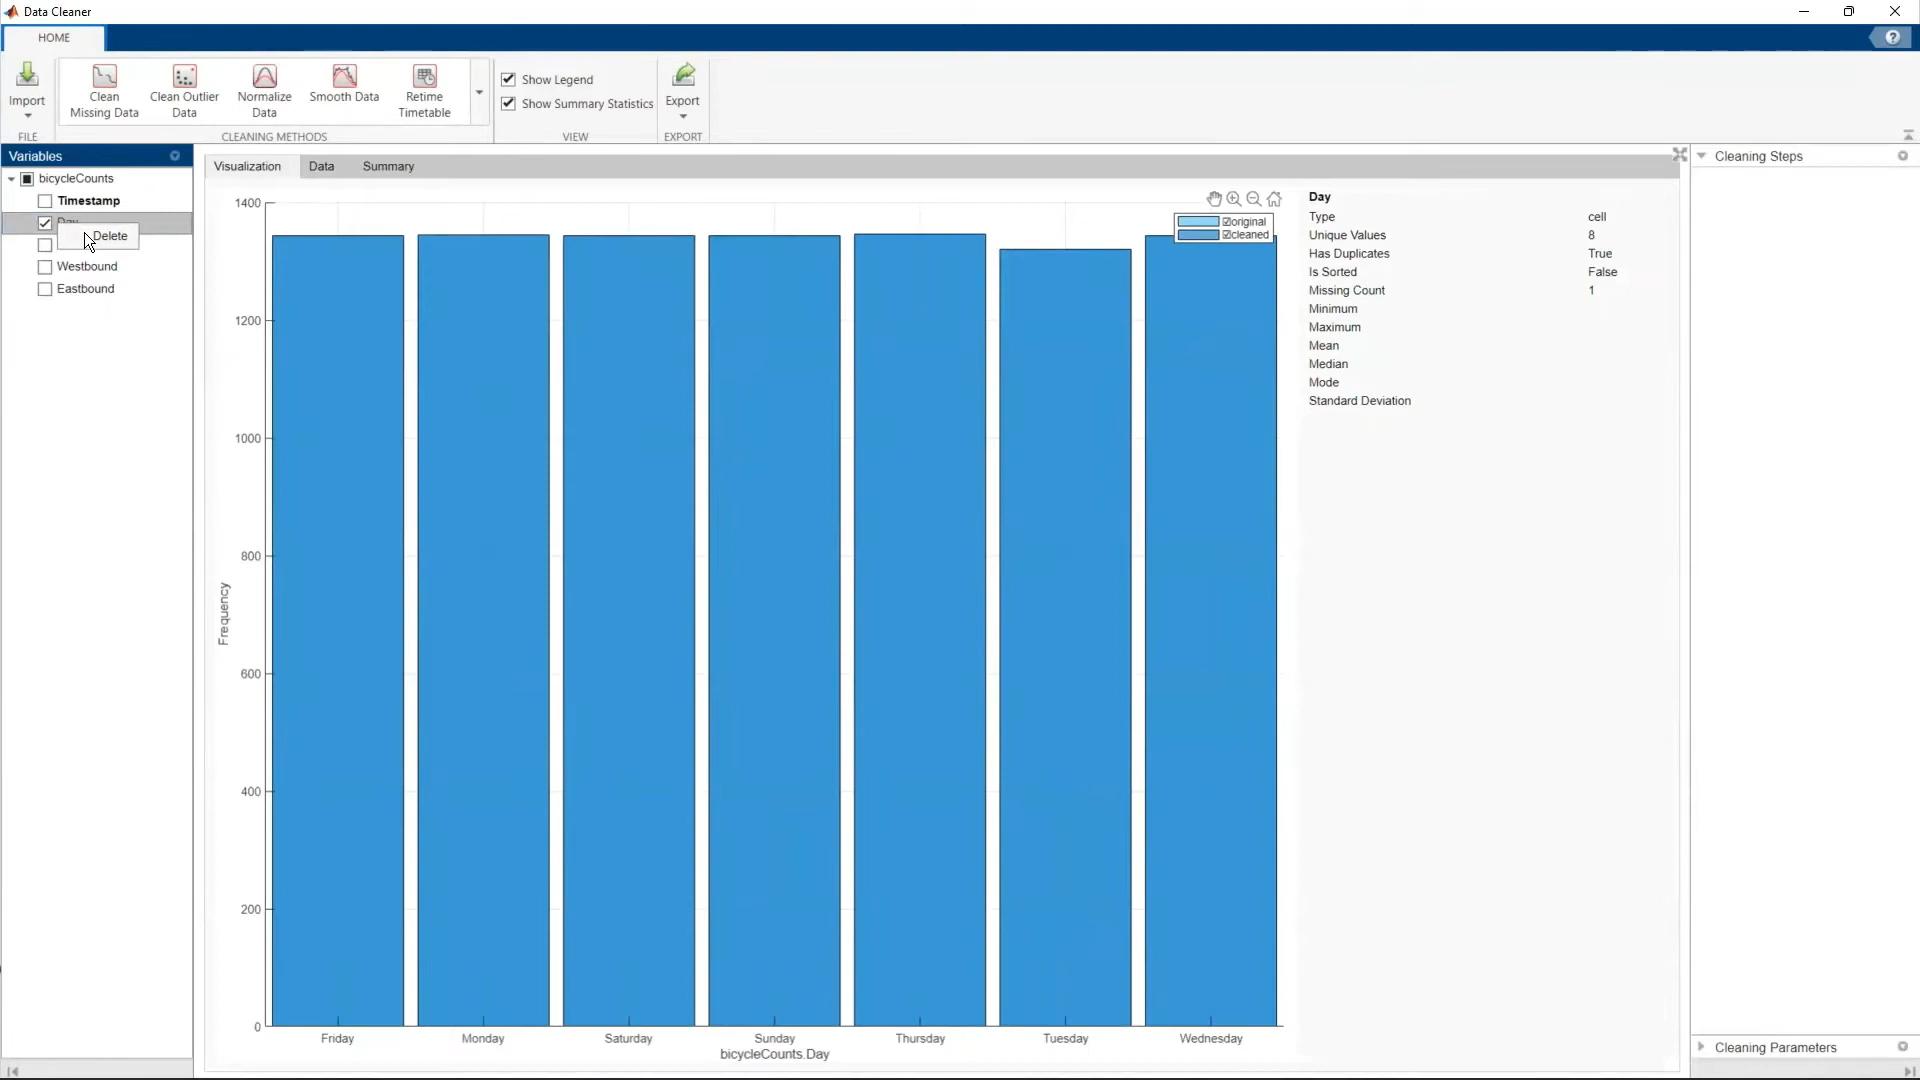 Data Cleaner
HOME
Import
Clean Missing Data
Clean Outlier Data
Normalize Data
Smooth Data
Retime Timetable
Show Legend
Show Summary Statistics
Export
FILE
CLEANING METHODS
VIEW
EXPORT
Variables
bicycleCounts
Timestamp
Day
Delete
Westbound
Eastbound
Visualization
Data
Summary
1400
1200
1000
800
600
400
200
0
Frequency
original
cleaned
Friday
Monday
Saturday
Sunday
Thursday
Tuesday
Wednesday
bicycleCounts.Day
Day
Type cell
Unique Values 8
Has Duplicates True
Is Sorted False
Missing Count 1
Minimum
Maximum
Mean
Median
Mode
Standard Deviation
Cleaning Steps
Cleaning Parameters